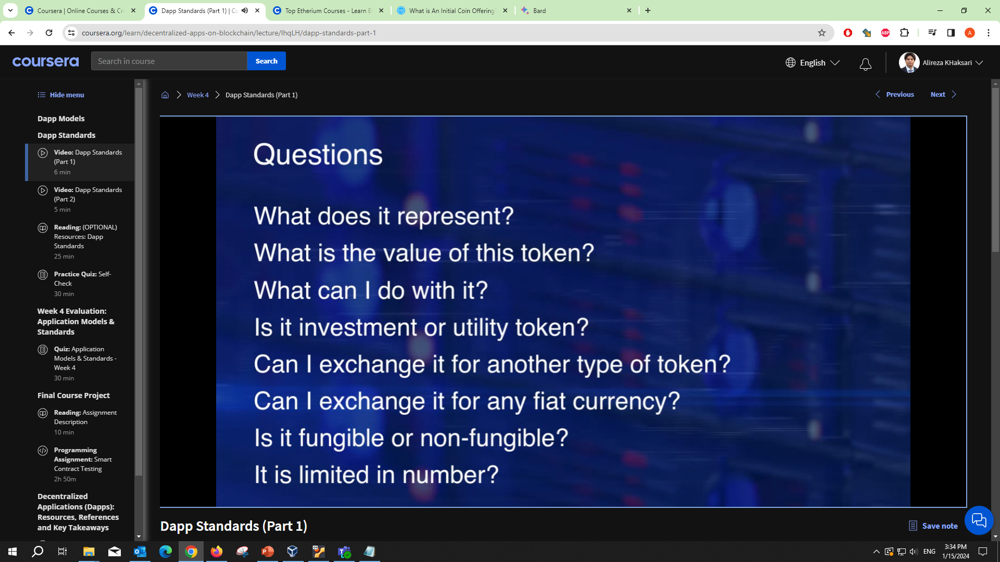 Coursera | Online Courses & Cre
Dapp Standards (Part 1) | Co
Top Etherium Courses - Learn Et
What is An Initial Coin Offering
Bard
coursera.org/learn/decentralized-apps-on-blockchain/lecture/lhqLH/dapp-standards-part-1
ABP
A
coursera
Search in course
Search
English
Alireza KHaksari
Hide menu
Week 4
Dapp Standards (Part 1)
Previous
Next
Dapp Models
Dapp Standards
Video: Dapp Standards
(Part 1)
6 min
Video: Dapp Standards
(Part 2)
5 min
Reading: (OPTIONAL)
Resources: Dapp
Standards
25 min
Practice Quiz: Self-
Check
30 min
Week 4 Evaluation:
Application Models &
Standards
Quiz: Application
Models & Standards -
Week 4
30 min
Final Course Project
Reading: Assignment
Description
10 min
Programming
Assignment: Smart
Contract Testing
2h 50m
Decentralized
Applications (Dapps):
Resources, References
and Key Takeaways
Questions
What does it represent?
What is the value of this token?
What can I do with it?
Is it investment or utility token?
Can I exchange it for another type of token?
Can I exchange it for any fiat currency?
Is it fungible or non-fungible?
It is limited in number?
Dapp Standards (Part 1)
Save note
ENG
3:34 PM
1/15/2024